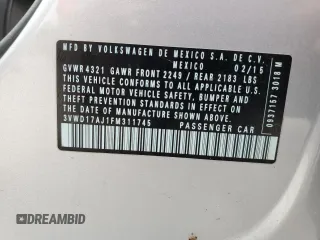 MFD BY VOLKSWAGEN DE MEXICO S.A. DE C.V.
MEXICO 02/15
GVWR 4321 GAWR FRONT 2249 / REAR 2183 LBS
THIS VEHICLE CONFORMS TO ALL APPLICABLE
FEDERAL MOTOR VEHICLE SAFETY, BUMPER AND
THEFT PREVENTION STANDARDS IN EFFECT ON
THE DATE OF MANUFACTURE SHOWN ABOVE.
3VWD17AJ1FM311745
PASSENGER CAR
0937157 3018 M
DREAMBID